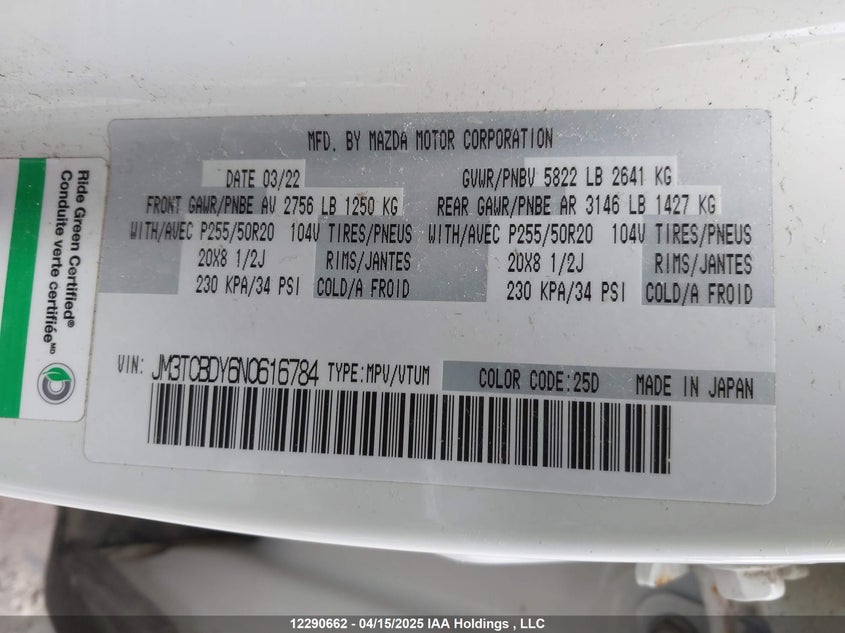 MFD. BY MAZDA MOTOR CORPORATION
DATE 03/22 GVWR/PNBV 5822 LB 2641 KG
FRONT GAWR/PNBE AV 2756 LB 1250 KG REAR GAWR/PNBE AR 3146 LB 1427 KG
WITH/AVEC P255/50R20 104V TIRES/PNEUS WITH/AVEC P255/50R20 104V TIRES/PNEUS
20X8 1/2J RIMS/JANTES 20X8 1/2J RIMS/JANTES
230 KPA/34 PSI COLD/A FROID 230 KPA/34 PSI COLD/A FROID
VIN: JM3TCBDY6N0616784 TYPE:MPV/VTUM COLOR CODE:25D MADE IN JAPAN
Ride Green Certified®
Conduite verte certifiée MD
12290662 - 04/15/2025 IAA Holdings , LLC